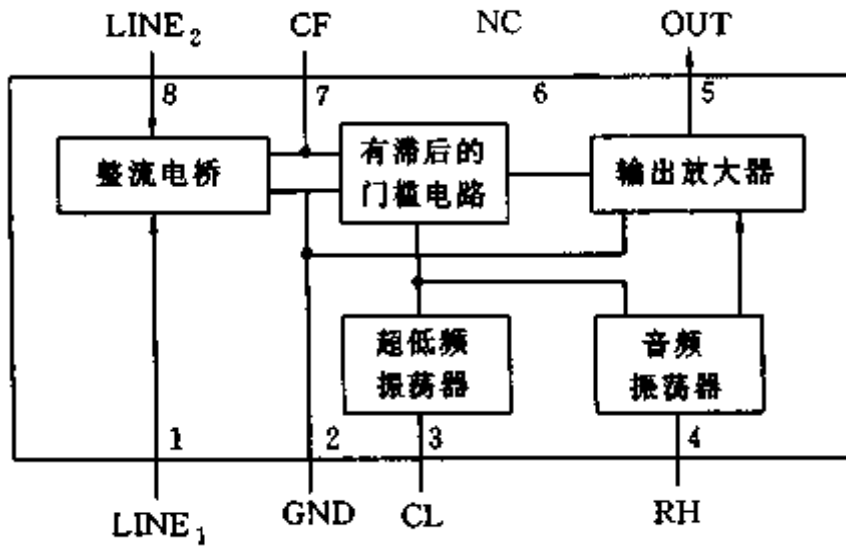 LINE₂ CF NC OUT
8 7 6 5
整流电桥
有滞后的
门槛电路
输出放大器
超低频
振荡器
音频
振荡器
1 2 3 4
LINE₁ GND CL RH